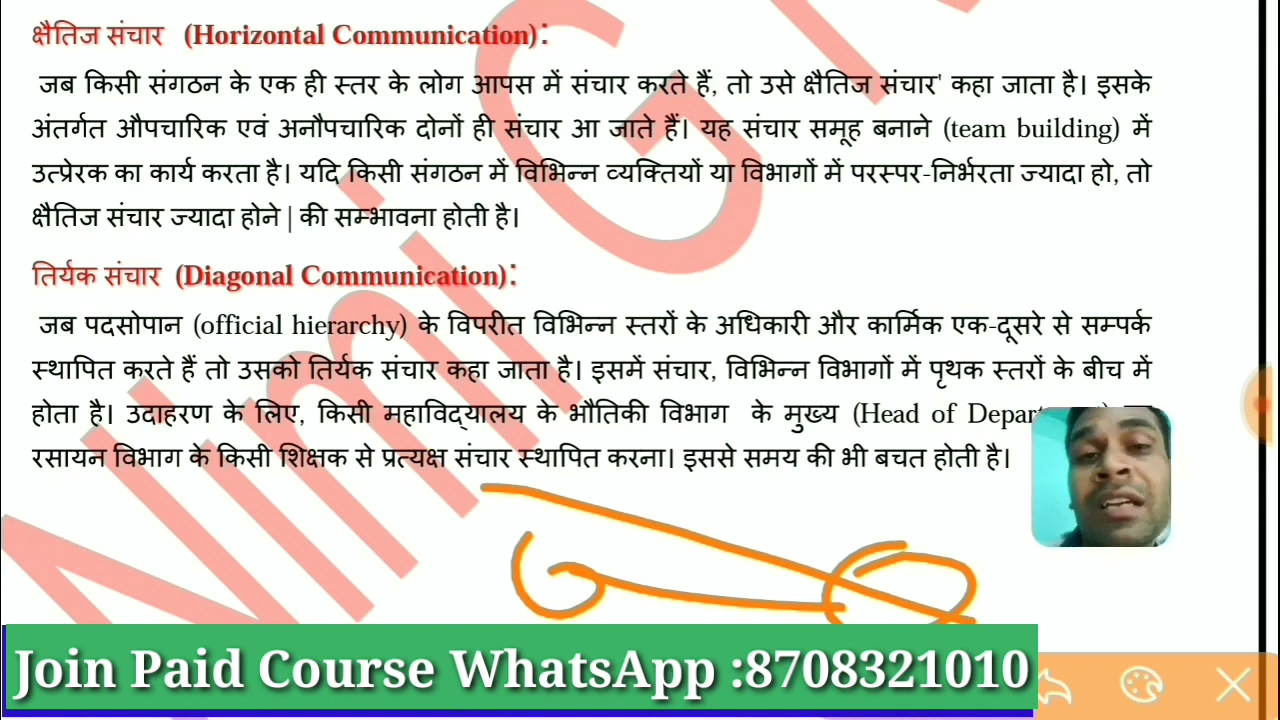 क्षैतिज संचार (Horizontal Communication):
जब किसी संगठन के एक ही स्तर के लोग आपस में संचार करते हैं, तो उसे क्षैतिज संचार' कहा जाता है। इसके
अंतर्गत औपचारिक एवं अनौपचारिक दोनों ही संचार आ जाते हैं। यह संचार समूह बनाने (team building) में
उत्प्रेरक का कार्य करता है। यदि किसी संगठन में विभिन्न व्यक्तियों या विभागों में परस्पर-निर्भरता ज्यादा हो, तो
क्षैतिज संचार ज्यादा होने | की सम्भावना होती है।
तिर्यक संचार (Diagonal Communication):
जब पदसोपान (official hierarchy) के विपरीत विभिन्न स्तरों के अधिकारी और कार्मिक एक-दूसरे से सम्पर्क
स्थापित करते हैं तो उसको तिर्यक संचार कहा जाता है। इसमें संचार, विभिन्न विभागों में पृथक स्तरों के बीच में
होता है। उदाहरण के लिए, किसी महाविद्यालय के भौतिकी विभाग के मुख्य (Head of
रसायन विभाग के किसी शिक्षक से प्रत्यक्ष संचार स्थापित करना। इससे समय की भी बचत होती है।
Join Paid Course WhatsApp :8708321010